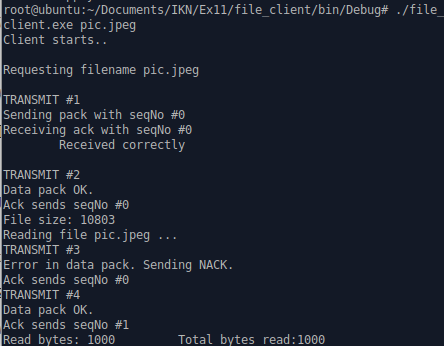 root@ubuntu:~/Documents/IKN/Ex11/file_client/bin/Debug# ./file_
client.exe pic.jpeg
Client starts..
Requesting filename pic.jpeg
TRANSMIT #1
Sending pack with seqNo #0
Receiving ack with seqNo #0
Received correctly
TRANSMIT #2
Data pack OK.
Ack sends seqNo #0
File size: 10803
Reading file pic.jpeg ...
TRANSMIT #3
Error in data pack. Sending NACK.
Ack sends seqNo #0
TRANSMIT #4
Data pack OK.
Ack sends seqNo #1
Read bytes: 1000 Total bytes read:1000